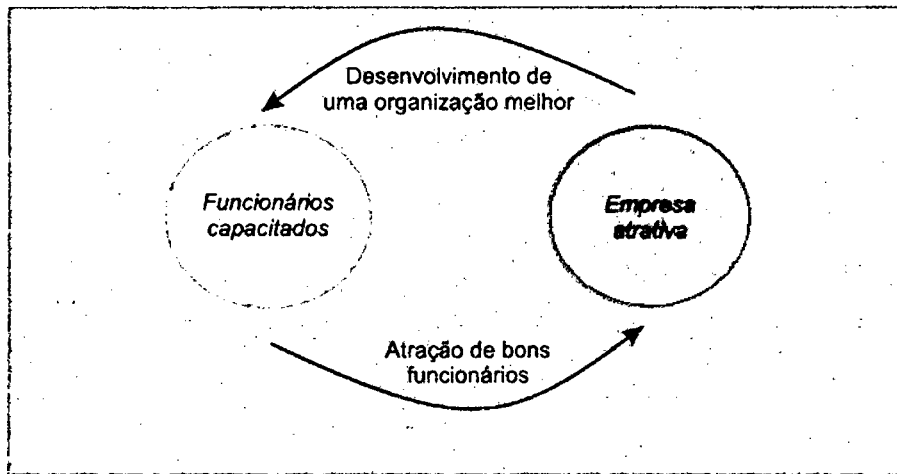 Desenvolvimento de
uma organização melhor
Funcionários
capacitados
Empresa
atrativa
Atração de bons
funcionários